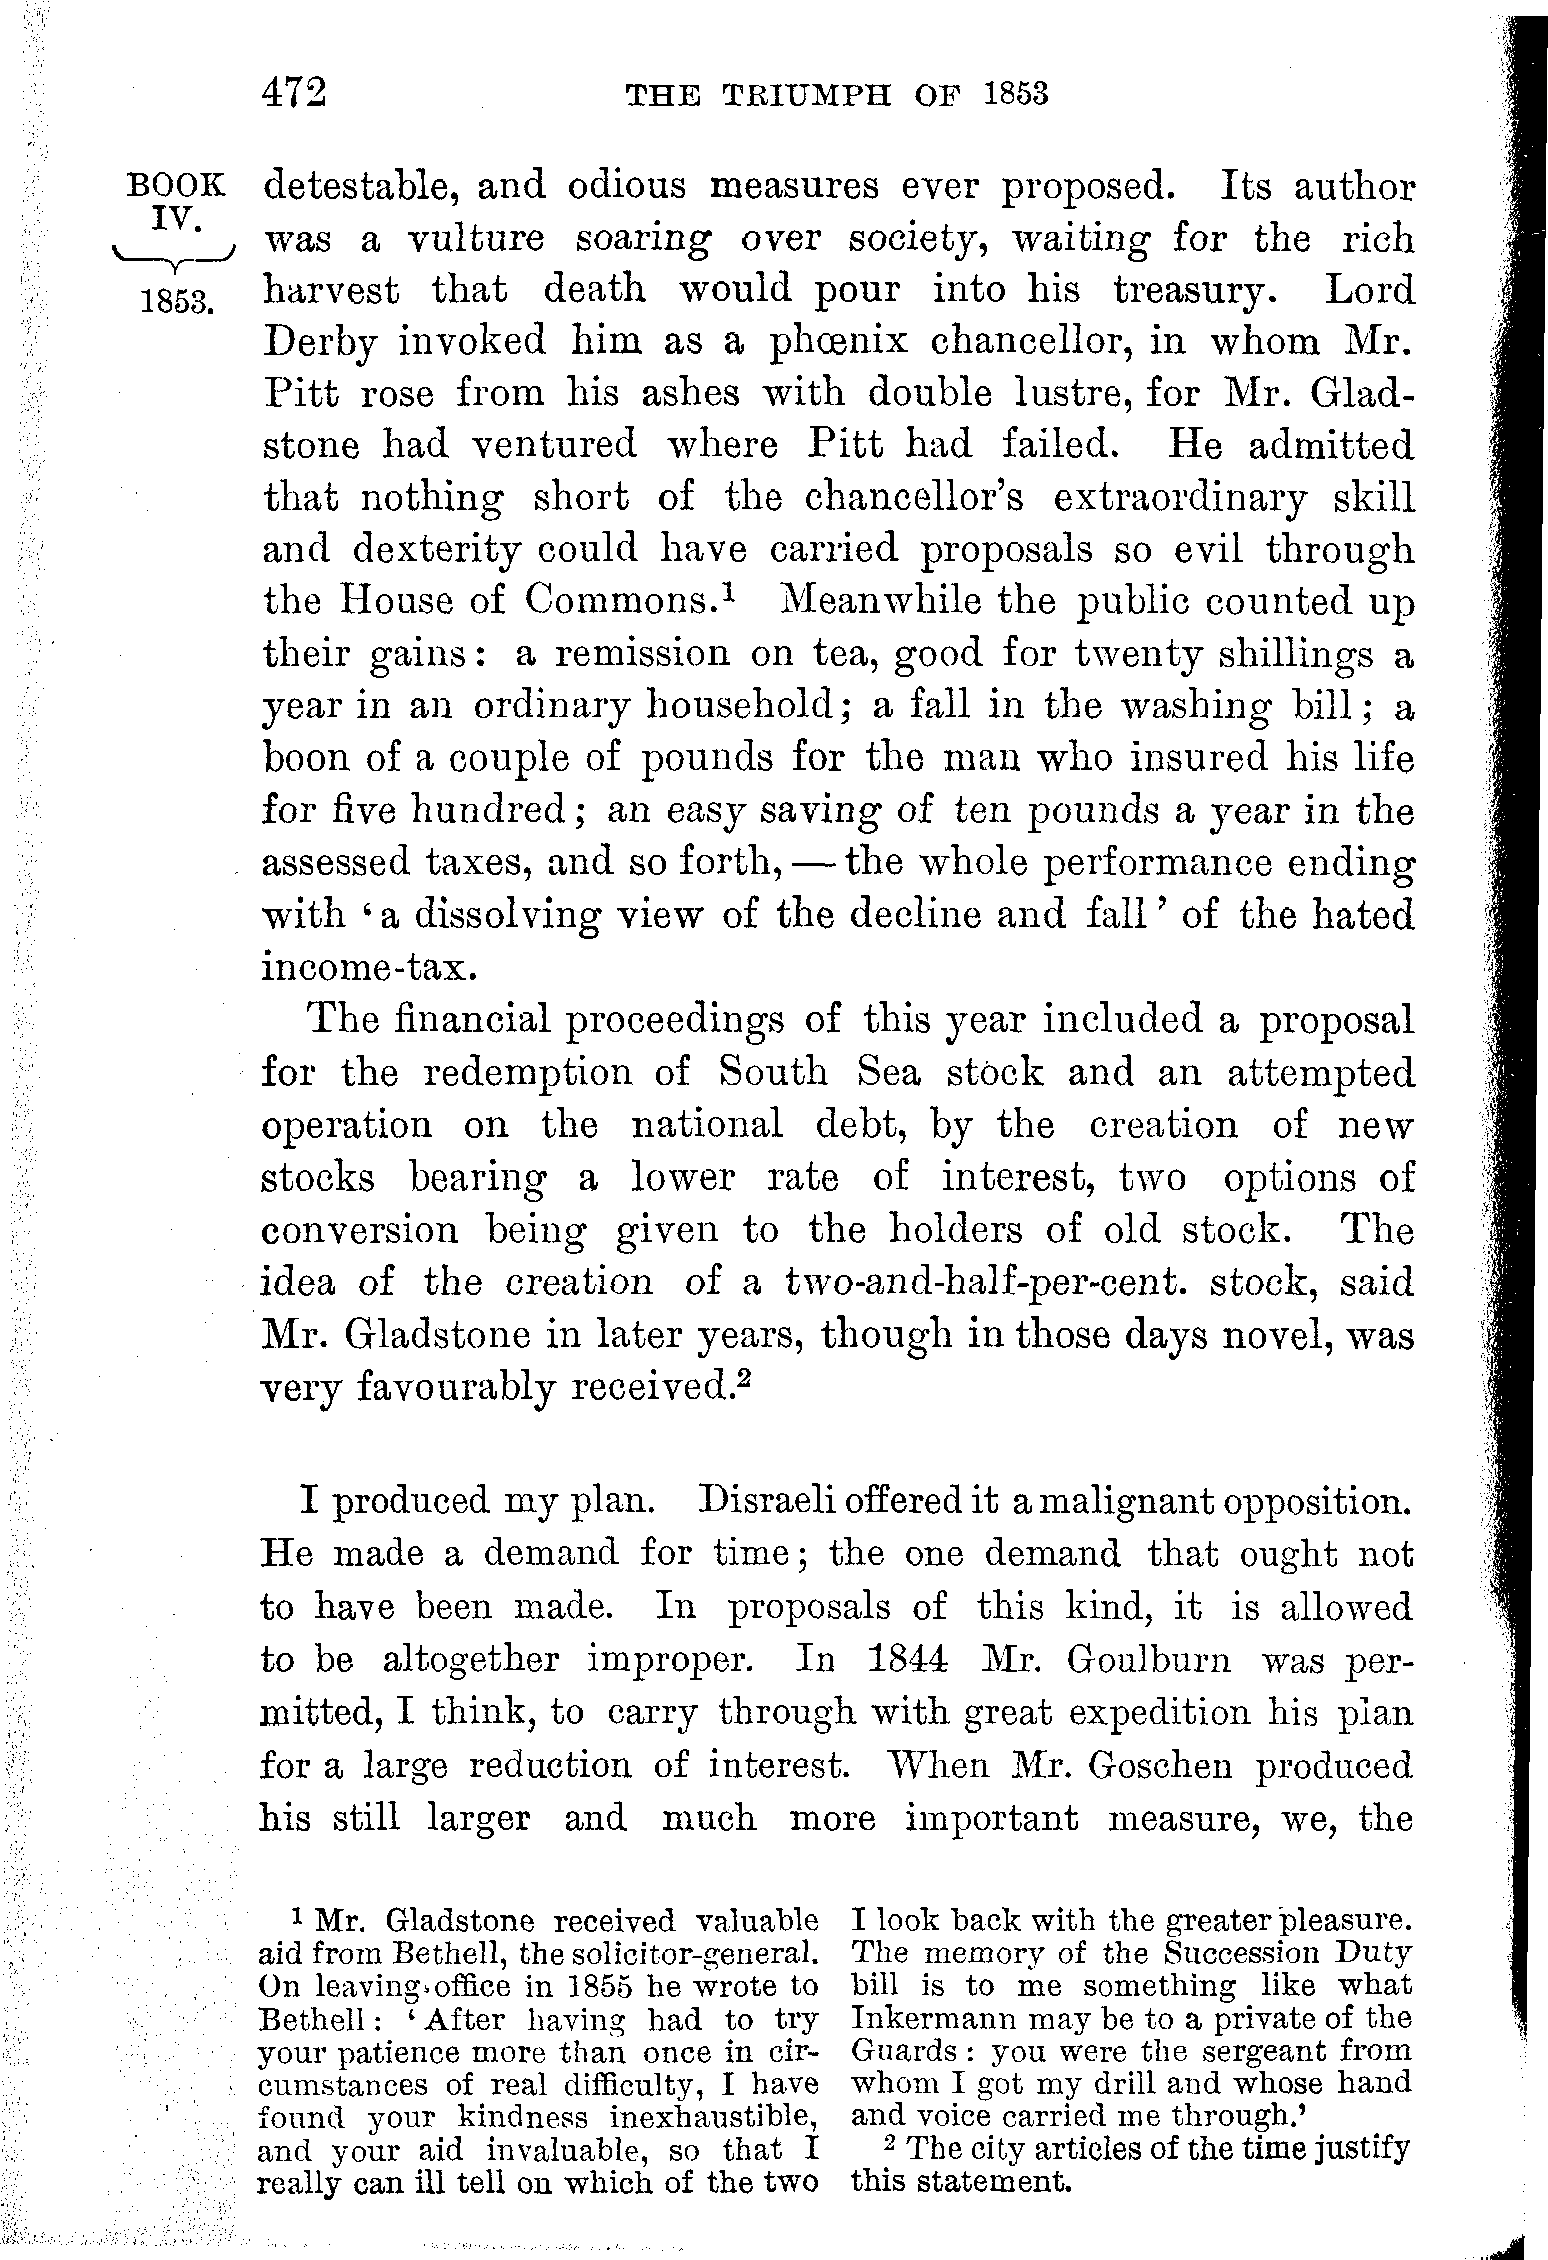 472 THE TRIUMPH OF 1853
BOOK
IV.
1853.
detestable, and odious measures ever proposed. Its author
was a vulture soaring over society, waiting for the rich
harvest that death would pour into his treasury. Lord
Derby invoked him as a phœnix chancellor, in whom Mr.
Pitt rose from his ashes with double lustre, for Mr. Glad-
stone had ventured where Pitt had failed. He admitted
that nothing short of the chancellor's extraordinary skill
and dexterity could have carried proposals so evil through
the House of Commons.¹ Meanwhile the public counted up
their gains: a remission on tea, good for twenty shillings a
year in an ordinary household; a fall in the washing bill; a
boon of a couple of pounds for the man who insured his life
for five hundred; an easy saving of ten pounds a year in the
assessed taxes, and so forth, — the whole performance ending
with 'a dissolving view of the decline and fall' of the hated
income-tax.
The financial proceedings of this year included a proposal
for the redemption of South Sea stock and an attempted
operation on the national debt, by the creation of new
stocks bearing a lower rate of interest, two options of
conversion being given to the holders of old stock. The
idea of the creation of a two-and-half-per-cent. stock, said
Mr. Gladstone in later years, though in those days novel, was
very favourably received.²
I produced my plan. Disraeli offered it a malignant opposition.
He made a demand for time; the one demand that ought not
to have been made. In proposals of this kind, it is allowed
to be altogether improper. In 1844 Mr. Goulburn was per-
mitted, I think, to carry through with great expedition his plan
for a large reduction of interest. When Mr. Goschen produced
his still larger and much more important measure, we, the
¹ Mr. Gladstone received valuable
aid from Bethell, the solicitor-general.
On leaving office in 1855 he wrote to
Bethell: 'After having had to try
your patience more than once in cir-
cumstances of real difficulty, I have
found your kindness inexhaustible,
and your aid invaluable, so that I
really can ill tell on which of the two
I look back with the greater pleasure.
The memory of the Succession Duty
bill is to me something like what
Inkermann may be to a private of the
Guards: you were the sergeant from
whom I got my drill and whose hand
and voice carried me through.'
² The city articles of the time justify
this statement.